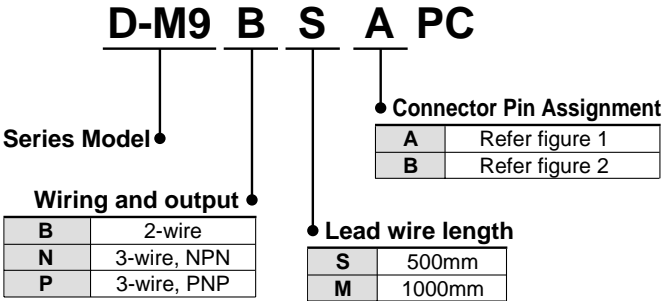 D-M9 B S A PC
Connector Pin Assignment
A Refer figure 1
B Refer figure 2
Series Model
Wiring and output
B 2-wire
N 3-wire, NPN
P 3-wire, PNP
Lead wire length
S 500mm
M 1000mm